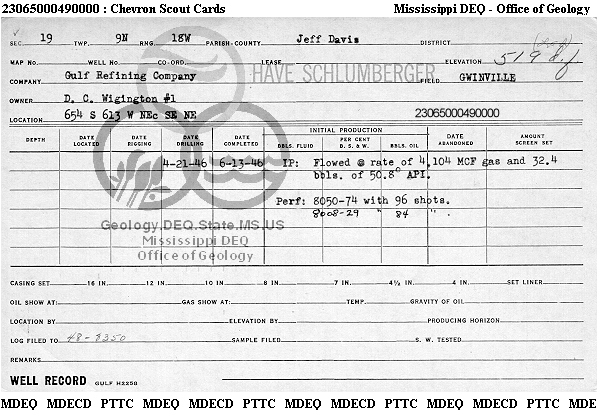 23065000490000 : Chevron Scout Cards Mississippi DEQ - Office of Geology
SEC. 19 TWP. 9N RNG. 18W PARISH-COUNTY Jeff Davis DISTRICT
MAP NO. WELL NO. CO-ORD. LEASE ELEVATION 519 d.f
COMPANY Gulf Refining Company HAVE SCHLUMBERGER FIELD GWINVILLE
OWNER D. C. Wigington #1
LOCATION 654 S 613 W NEc SE NE 23065000490000
DEPTH DATE LOCATED DATE RIGGING DATE DRILLING DATE COMPLETED INITIAL PRODUCTION BBLS. FLUID PER CENT B. S. & W. BBLS. OIL DATE ABANDONED AMOUNT SCREEN SET
4-21-46 6-13-46 IP: Flowed @ rate of 4,104 MCF gas and 32.4
bbls. of 50.8° API.
Perf: 8050-74 with 96 shots.
8008-29 " 84 " .
Geology.DEQ.State.MS.US
Mississippi DEQ
Office of Geology
CASING SET: 16 IN. 12 IN. 10 IN. 8 IN. 7 IN. 4½ IN. 4 IN. SET LINER
OIL SHOW AT: GAS SHOW AT: TEMP. GRAVITY OF OIL
LOCATION BY ELEVATION BY PRODUCING HORIZON
LOG FILED TO 48-8350 SAMPLE FILED S. W. TESTED
REMARKS
WELL RECORD GULF H2258
MDEQ MDECD PTTC MDEQ MDECD PTTC MDEQ MDECD PTTC MDEQ MDECD PTTC MDE